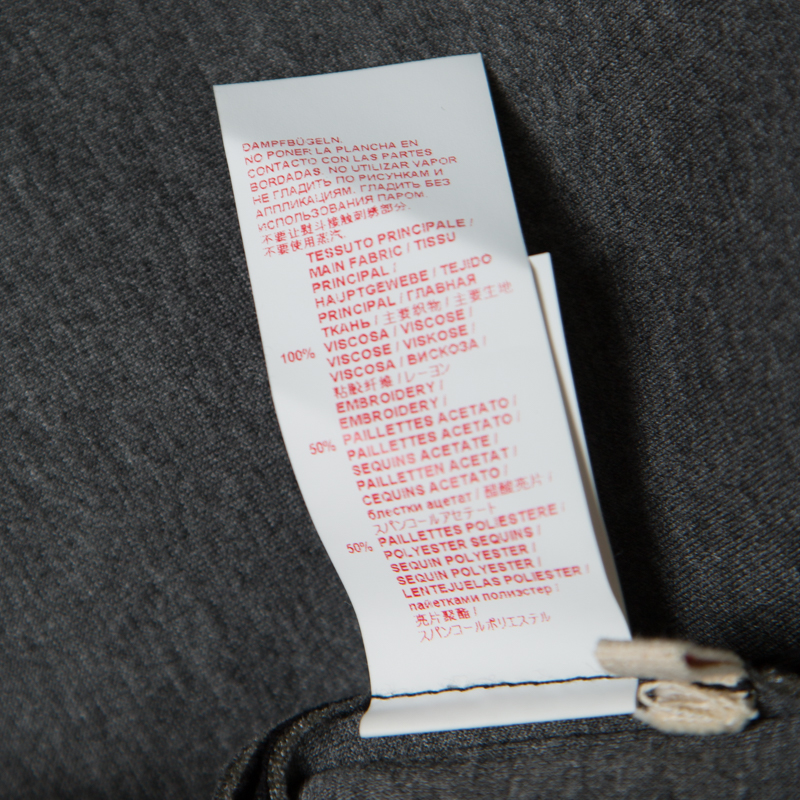 DAMPFBÜGELN.
NO PONER LA PLANCHA EN
CONTACTO CON LAS PARTES
BORDADAS. NO UTILIZAR VAPOR
НЕ ГЛАДИТЬ ПО РИСУНКАМ И
АППЛИКАЦИЯМ. ГЛАДИТЬ БЕЗ
ИСПОЛЬЗОВАНИЯ ПАРОМ.
不要让熨斗接触刺绣部分.
不要使用蒸汽.
TESSUTO PRINCIPALE /
MAIN FABRIC / TISSU
PRINCIPAL /
HAUPTGEWEBE / TEJIDO
PRINCIPAL / ГЛАВНАЯ
ТКАНЬ / 主要织物 / 主要生地
100% VISCOSA / VISCOSE /
VISCOSE / VISKOSE /
VISCOSA / ВИСКОЗА /
粘胶纤维 / レーヨン
EMBROIDERY /
EMBROIDERY /
50% PAILLETTES ACETATO /
PAILLETTES ACETATO /
SEQUINS ACETATE /
PAILLETTEN ACETAT /
CEQUINS ACETATO /
блестки ацетат / 醋酸亮片 /
スパンコールアセテート
50% PAILLETTES POLIESTERE /
POLYESTER SEQUINS /
SEQUIN POLYESTER /
SEQUIN POLYESTER /
LENTEJUELAS POLIESTER /
пайетками полиэстер /
亮片聚酯 /
スパンコールポリエステル